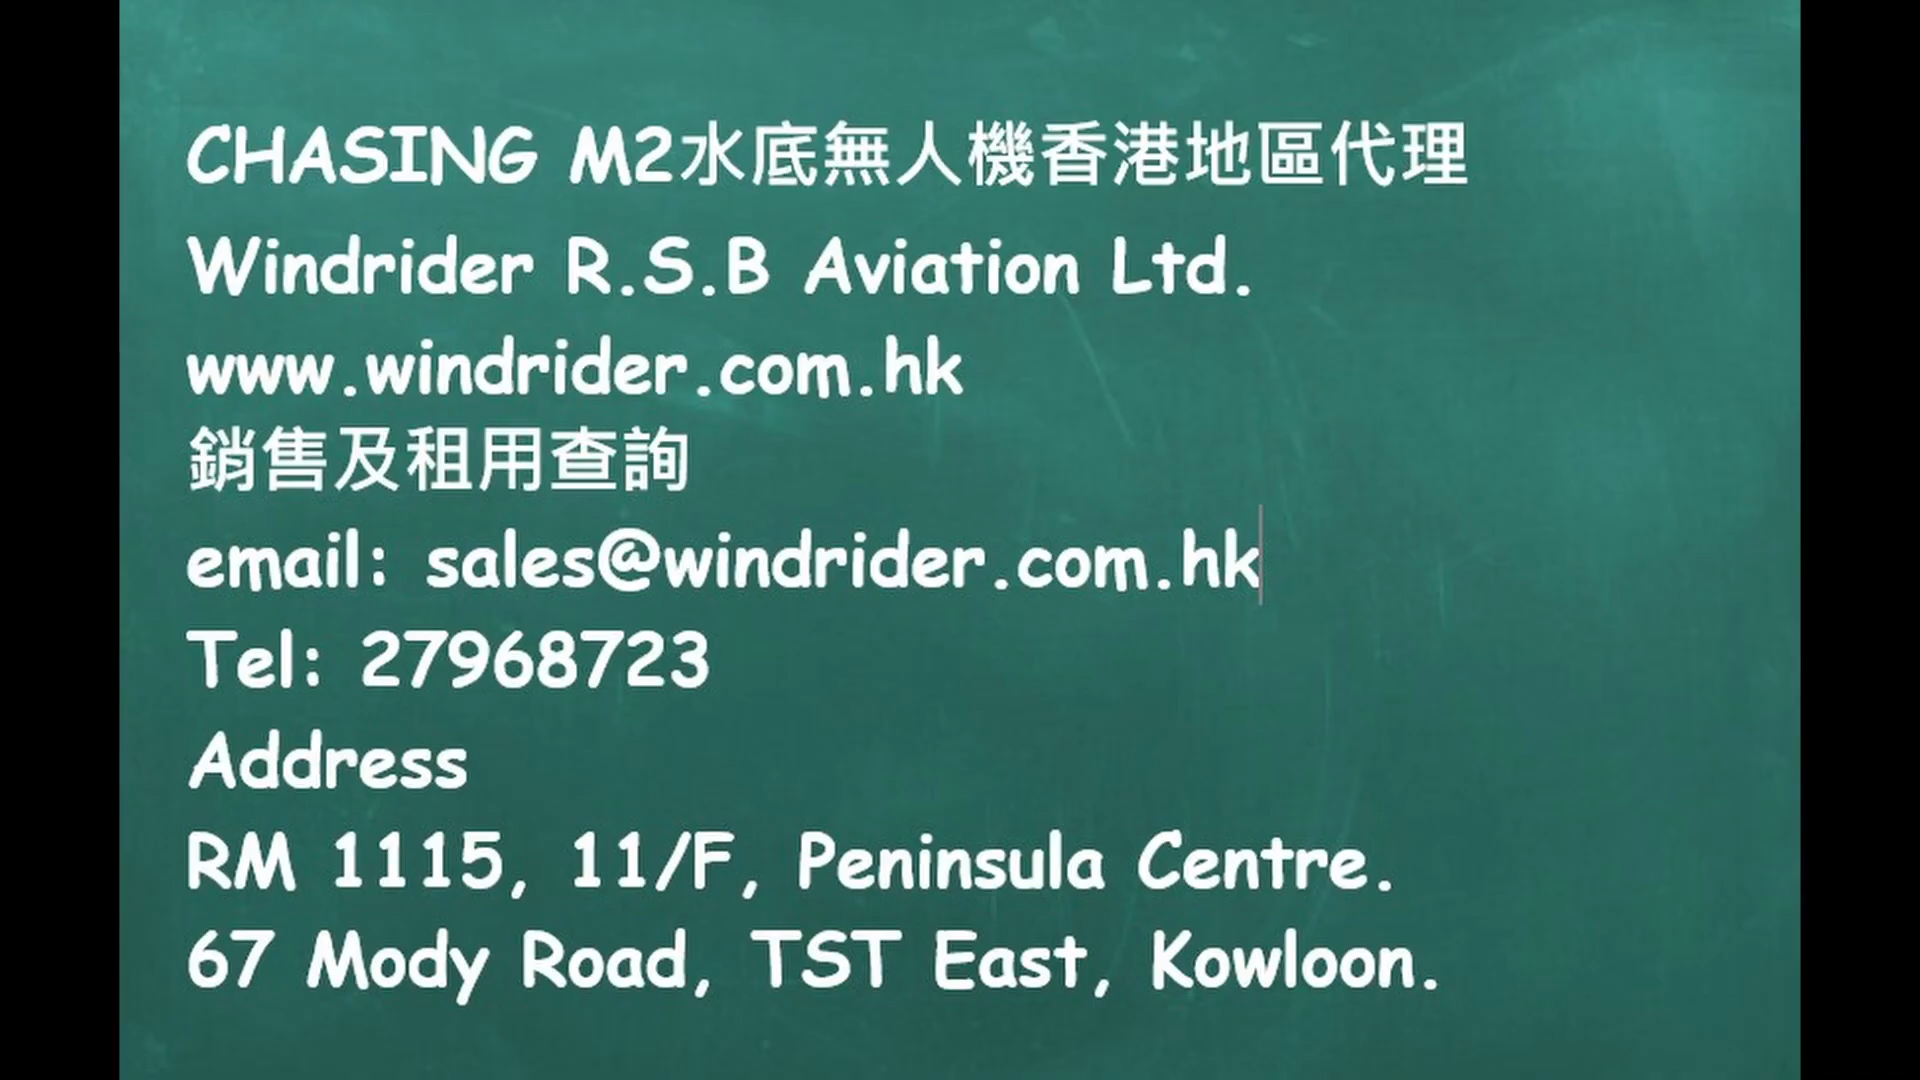 CHASING M2水底無人機香港地區代理
Windrider R.S.B Aviation Ltd.
www.windrider.com.hk
銷售及租用查詢
email: sales@windrider.com.hk
Tel: 27968723
Address
RM 1115, 11/F, Peninsula Centre.
67 Mody Road, TST East, Kowloon.